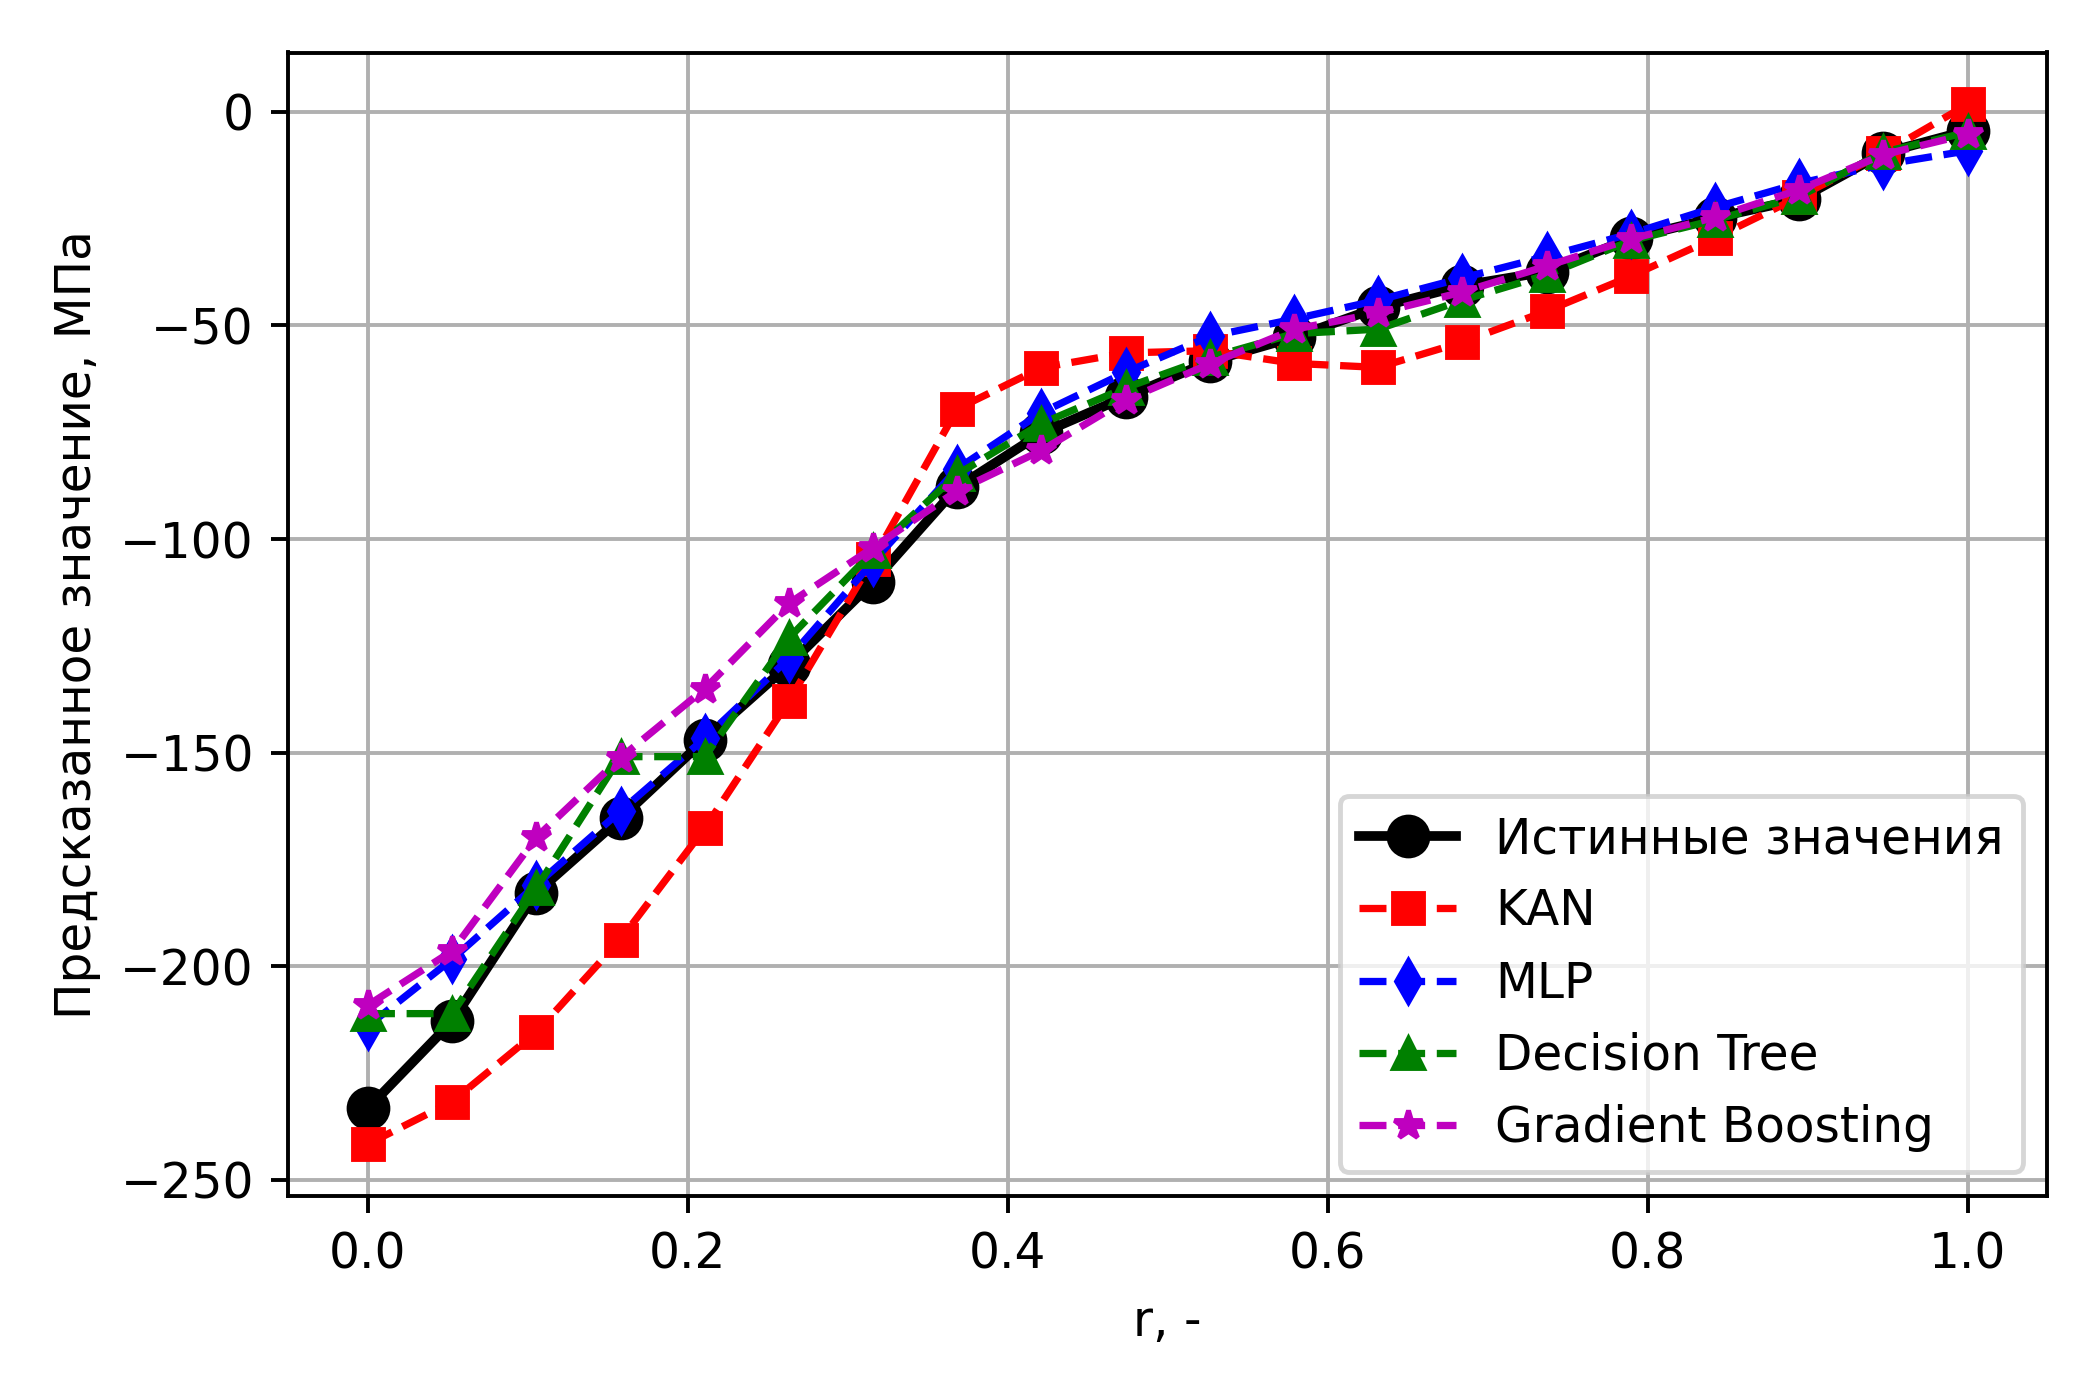 Предсказанное значение, МПа
0
−50
−100
−150
−200
−250
0.0 0.2 0.4 0.6 0.8 1.0
r, -
Истинные значения
KAN
MLP
Decision Tree
Gradient Boosting